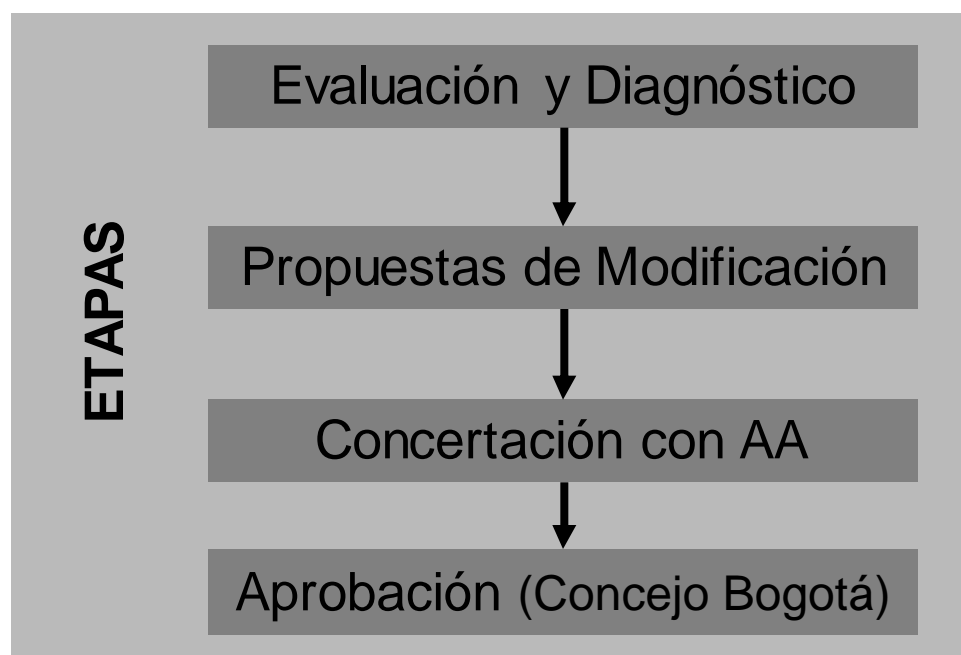 ETAPAS
Evaluación y Diagnóstico
Propuestas de Modificación
Concertación con AA
Aprobación (Concejo Bogotá)